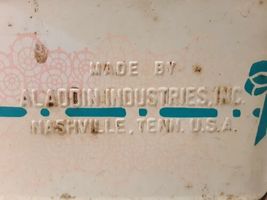 MADE BY
ALADDIN INDUSTRIES, INC.
NASHVILLE, TENN. U.S.A.